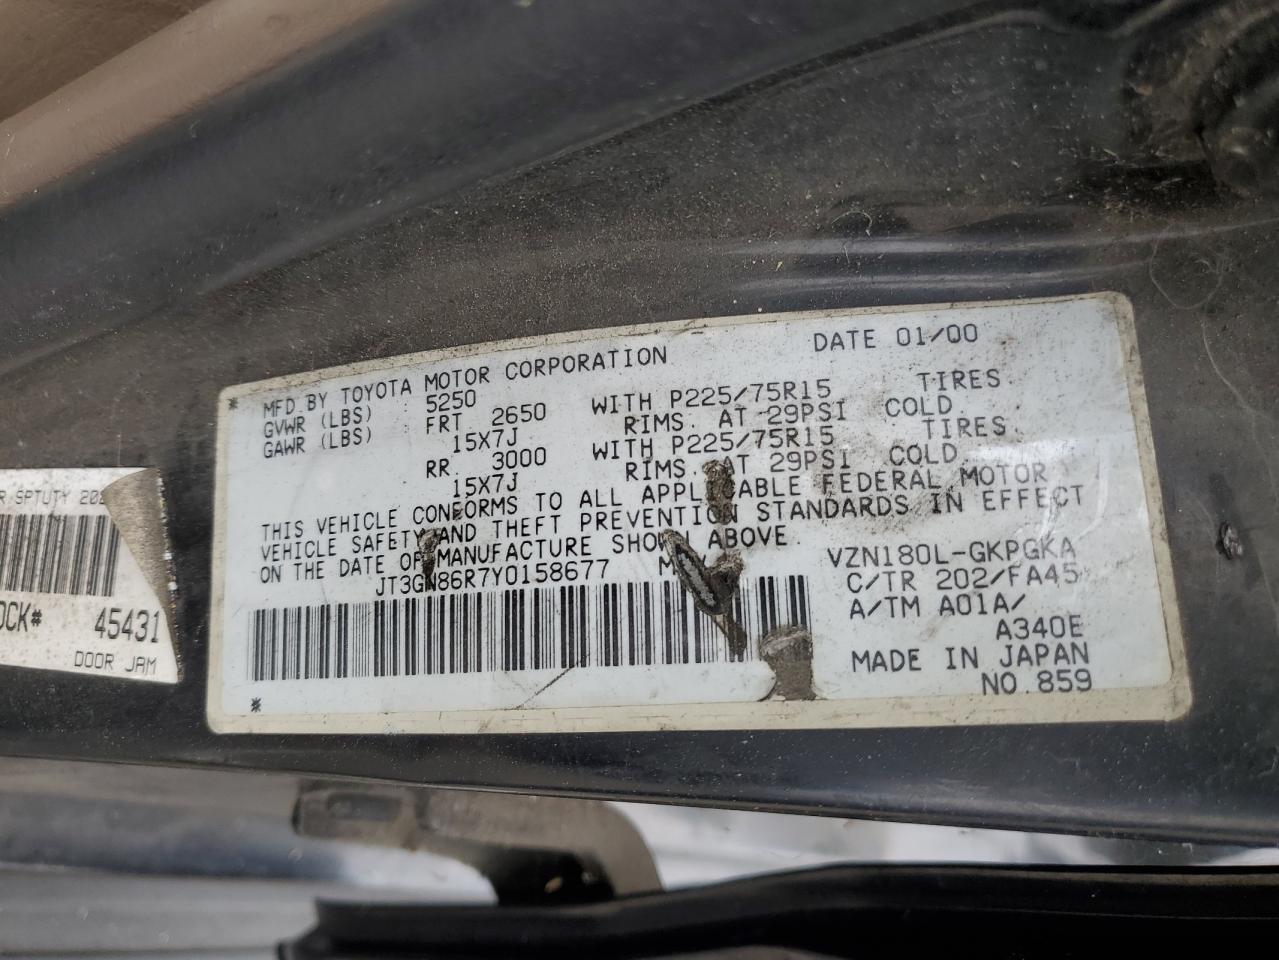 MFD.BY TOYOTA MOTOR CORPORATION DATE 01/00
GVWR (LBS) 5250
GAWR (LBS) FRT 2650 WITH P225/75R15 TIRES.
15X7J RIMS. AT 29PSI COLD.
RR. 3000 WITH P225/75R15 TIRES.
15X7J RIMS. AT 29PSI COLD.
THIS VEHICLE CONFORMS TO ALL APPLICABLE FEDERAL MOTOR
VEHICLE SAFETY AND THEFT PREVENTION STANDARDS IN EFFECT
ON THE DATE OF MANUFACTURE SHOWN ABOVE.
JT3GN86R7Y0158677
VZN180L-GKPGKA
C/TR 202/FA45
A/TM A01A/
A340E
MADE IN JAPAN
NO.859
* *
R SPTUTY
OCK# 45431
DOOR JAM